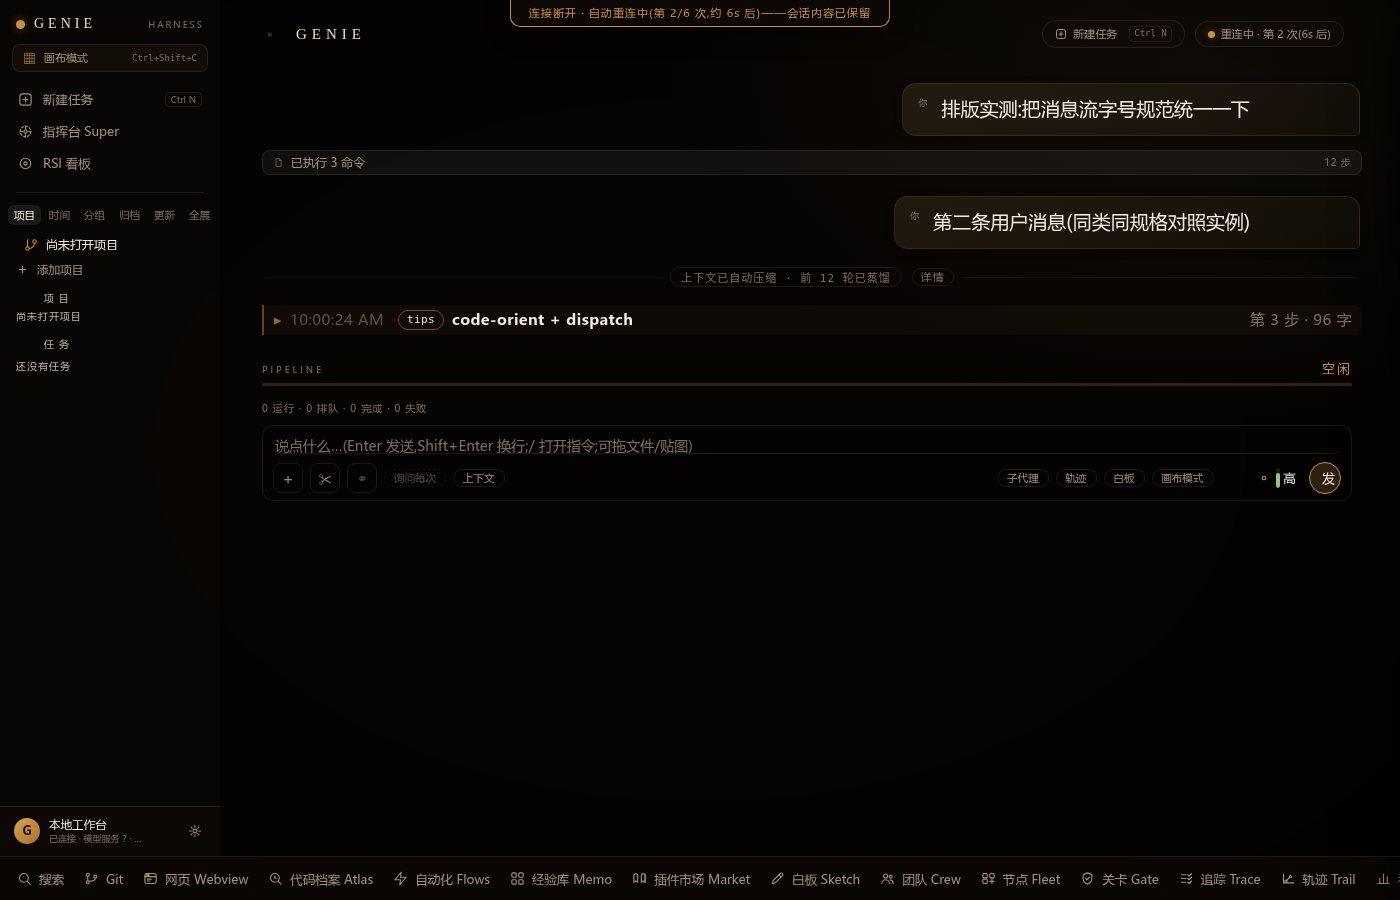 GENIE HARNESS
画布模式 Ctrl+Shift+C
新建任务 Ctrl N
指挥台 Super
RSI 看板
项目 时间 分组 归档 更新 全展
尚未打开项目
+ 添加项目
项 目
尚未打开项目
任 务
还没有任务
G 本地工作台
已连接 · 模型服务 ? · ...
连接断开 · 自动重连中(第 2/6 次,约 6s 后)——会话内容已保留
GENIE
新建任务 Ctrl N
重连中 · 第 2 次(6s 后)
你 排版实测:把消息流字号规范统一一下
已执行 3 命令 12 步
你 第二条用户消息(同类同规格对照实例)
上下文已自动压缩 · 前 12 轮已蒸馏 详情
▶ 10:00:24 AM tips code-orient + dispatch 第 3 步 · 96 字
PIPELINE 空闲
0 运行 · 0 排队 · 0 完成 · 0 失败
说点什么...(Enter 发送,Shift+Enter 换行;/ 打开指令;可拖文件/贴图)
+ 询问每次 上下文 子代理 轨迹 白板 画布模式 高 发
搜索 Git 网页 Webview 代码档案 Atlas 自动化 Flows 经验库 Memo 插件市场 Market 白板 Sketch 团队 Crew 节点 Fleet 关卡 Gate 追踪 Trace 轨迹 Trail